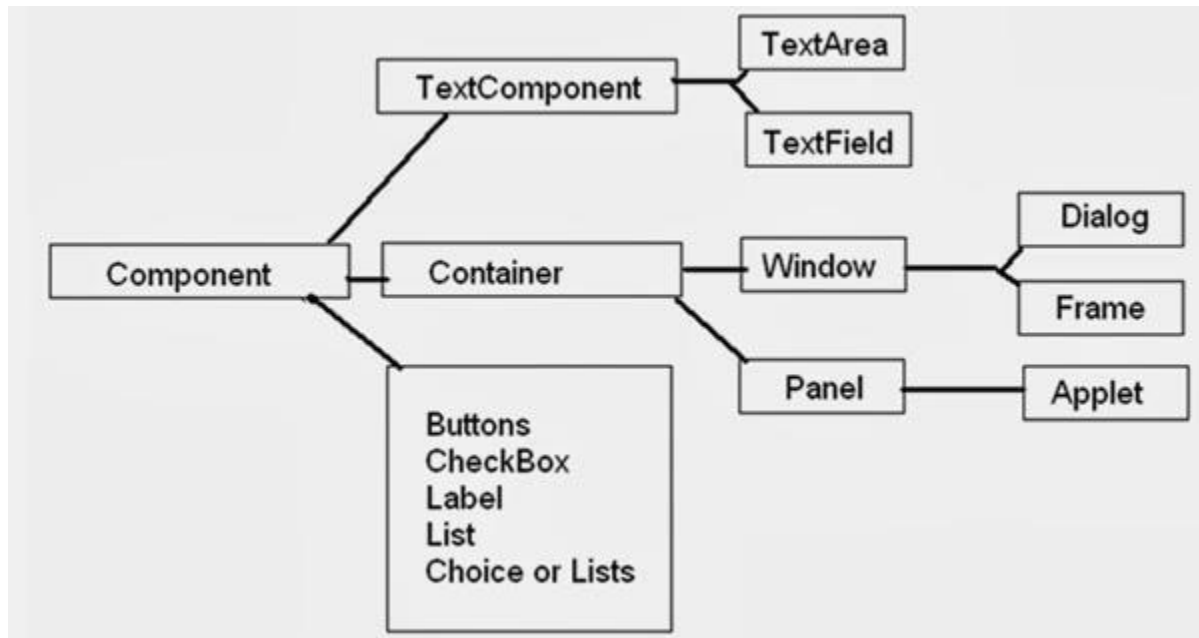 TextArea
TextComponent
TextField
Dialog
Component
Container
Window
Frame
Panel
Applet
Buttons
CheckBox
Label
List
Choice or Lists